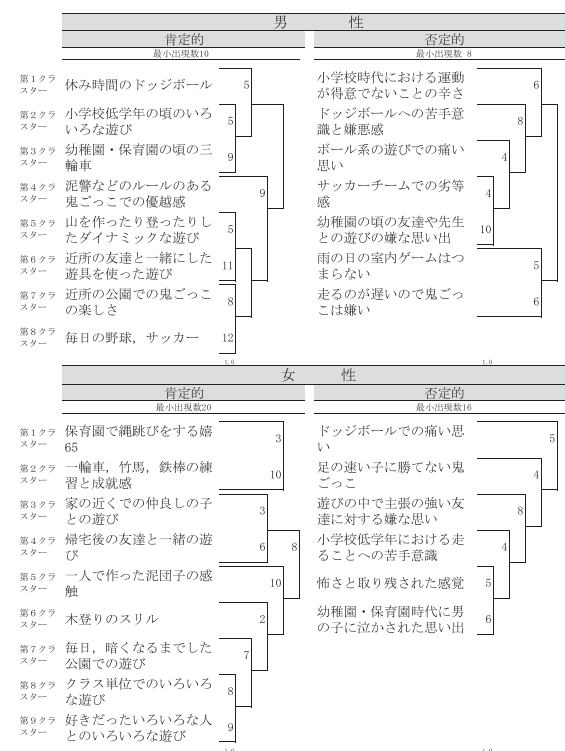 男　性
肯定的
否定的
最小出現数10
最小出現数 8
第1クラスター
休み時間のドッジボール
5
第2クラスター
小学校低学年の頃のいろいろな遊び
5
第3クラスター
幼稚園・保育園の頃の三輪車
9
第4クラスター
泥警などのルールのある鬼ごっこでの優越感
9
第5クラスター
山を作ったり登ったりしたダイナミックな遊び
5
第6クラスター
近所の友達と一緒にした遊具を使った遊び
11
第7クラスター
近所の公園での鬼ごっこの楽しさ
8
第8クラスター
毎日の野球，サッカー
12
1.0
小学校時代における運動が得意でないことの辛さ
6
ドッジボールへの苦手意識と嫌悪感
8
ボール系の遊びでの痛い思い
4
サッカーチームでの劣等感
4
幼稚園の頃の友達や先生との遊びの嫌な思い出
10
雨の日の室内ゲームはつまらない
5
走るのが遅いので鬼ごっこは嫌い
6
1.0
女　性
肯定的
否定的
最小出現数20
最小出現数16
第1クラスター
保育園で縄跳びをする嬉65
3
第2クラスター
一輪車，竹馬，鉄棒の練習と成就感
10
第3クラスター
家の近くでの仲良しの子との遊び
3
第4クラスター
帰宅後の友達と一緒の遊び
6
8
第5クラスター
一人で作った泥団子の感触
10
第6クラスター
木登りのスリル
2
第7クラスター
毎日，暗くなるまでした公園での遊び
7
第8クラスター
クラス単位でのいろいろな遊び
8
第9クラスター
好きだったいろいろな人とのいろいろな遊び
9
1.0
ドッジボールでの痛い思い
5
足の速い子に勝てない鬼ごっこ
4
遊びの中で主張の強い友達に対する嫌な思い
8
小学校低学年における走ることへの苦手意識
4
怖さと取り残された感覚
5
幼稚園・保育園時代に男の子に泣かされた思い出
6
1.0